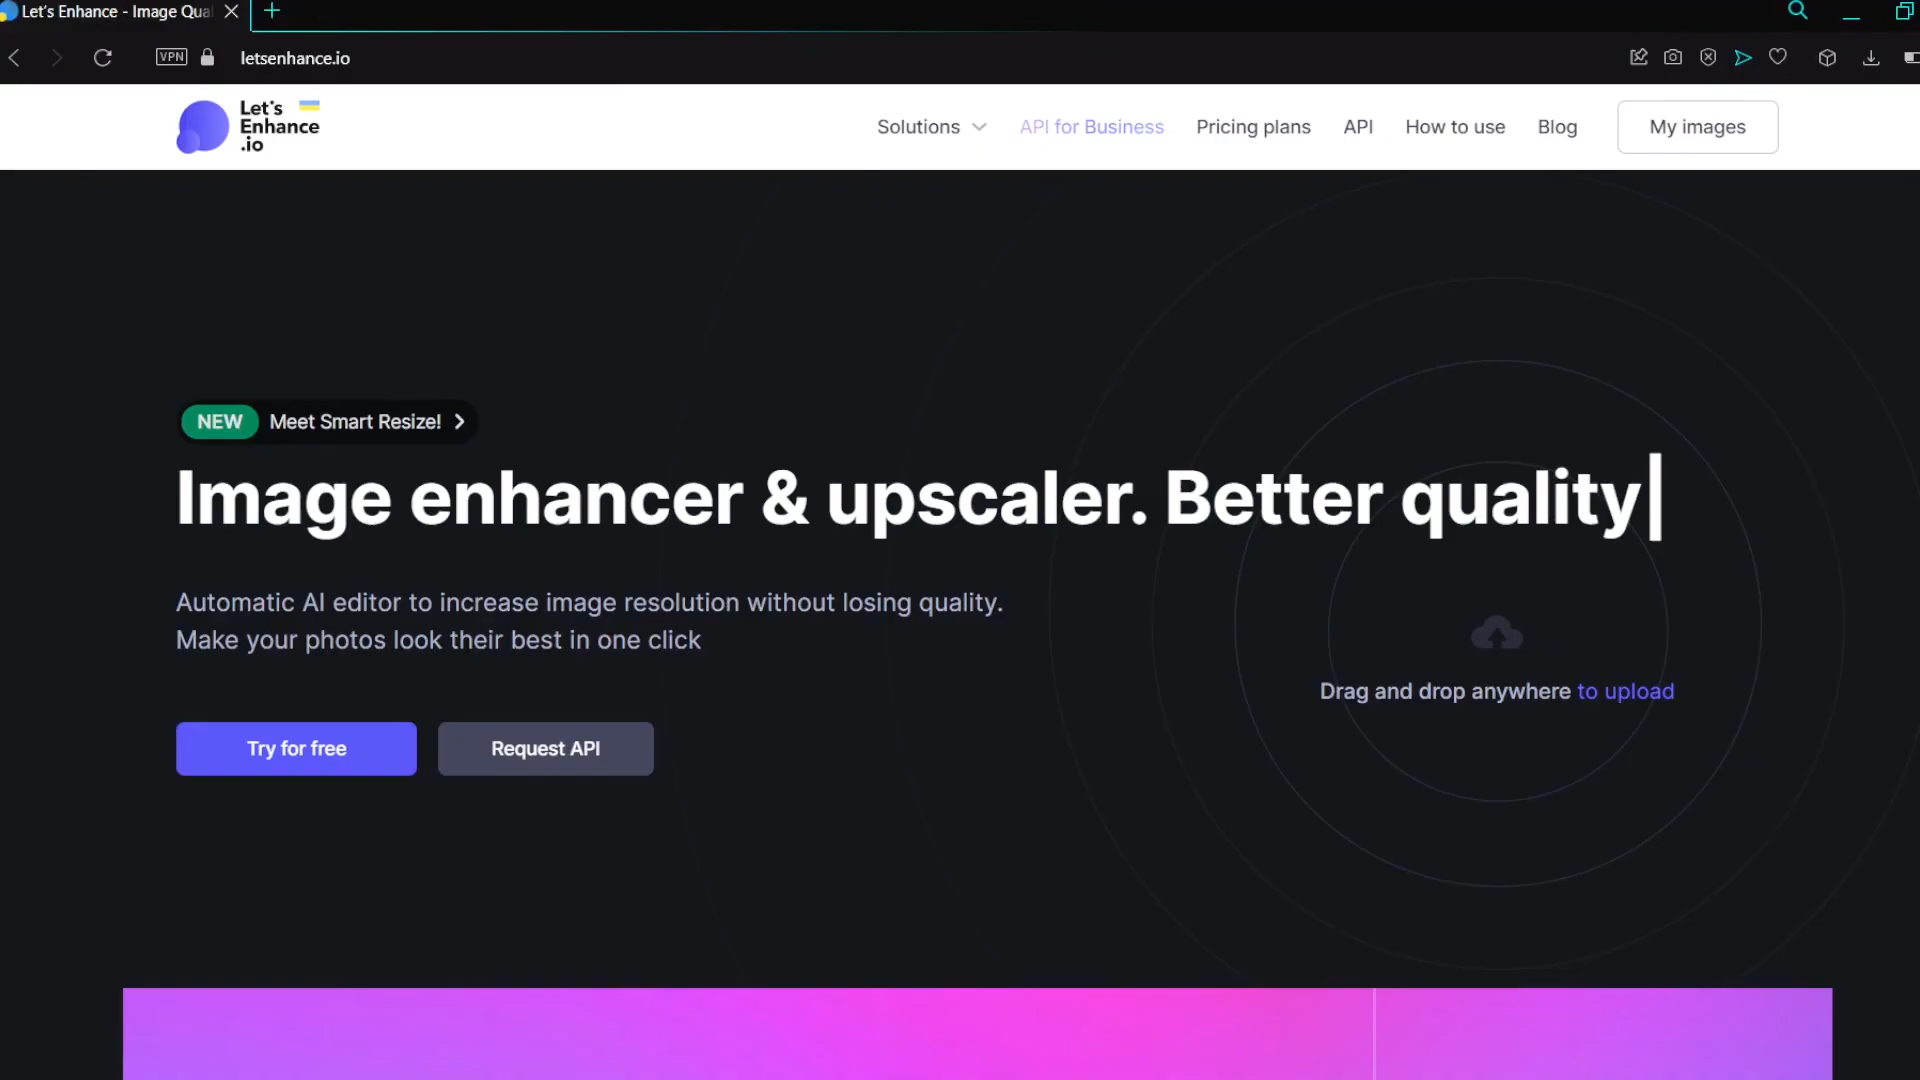 Let's Enhance - Image Qual
VPN
letsenhance.io
Let's
Enhance
.io
Solutions
API for Business
Pricing plans
API
How to use
Blog
My images
NEW Meet Smart Resize!
Image enhancer & upscaler. Better quality
Automatic AI editor to increase image resolution without losing quality.
Make your photos look their best in one click
Drag and drop anywhere to upload
Try for free
Request API